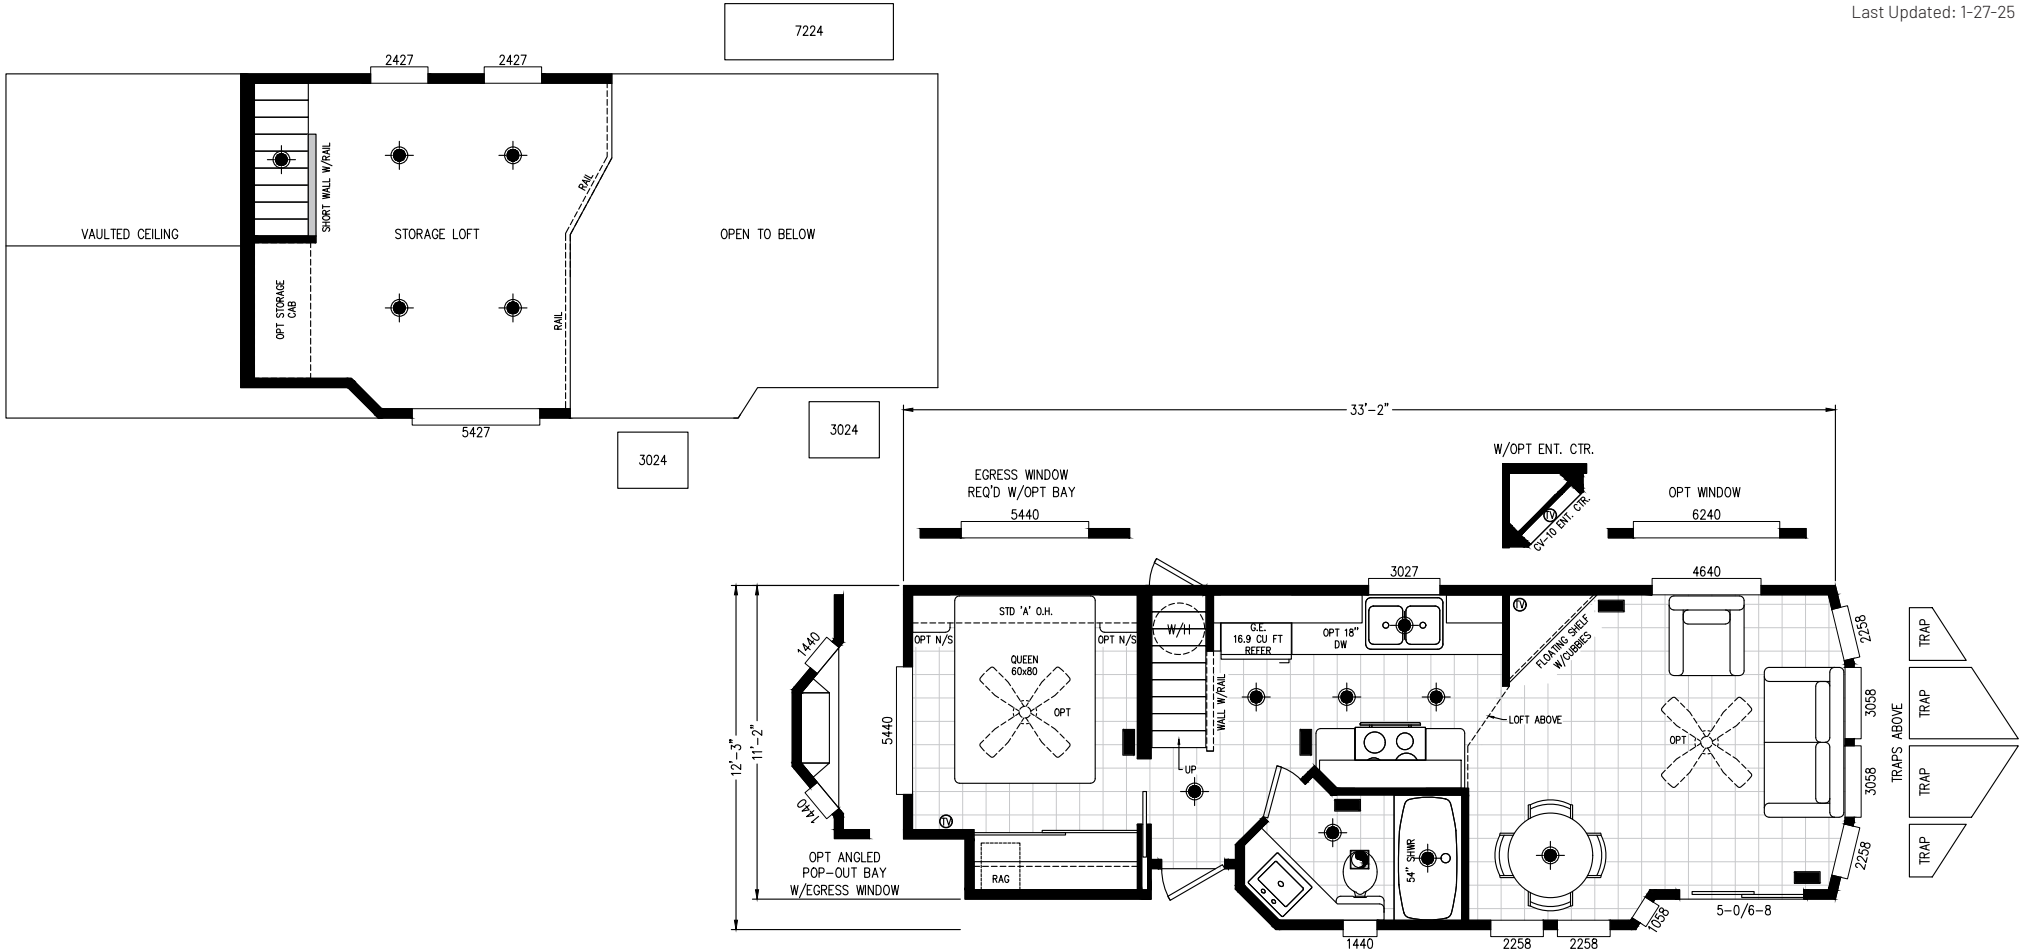 Last Updated: 1-27-25
7224
2427
2427
SHORT WALL W/RAIL
RAIL
VAULTED CEILING
STORAGE LOFT
OPEN TO BELOW
OPT STORAGE
CAB
RAIL
5427
3024
3024
33'-2"
W/OPT ENT. CTR.
TV
CV-10 ENT. CTR.
EGRESS WINDOW
REQ'D W/OPT BAY
5440
OPT WINDOW
6240
3027
4640
STD 'A' O.H.
OPT N/S
OPT N/S
QUEEN
60x80
OPT
W/H
G.E.
16.9 CU FT
REFER
OPT 18"
DW
TV
FLOATING SHELF
W/CUBBIES
2258
TRAP
1440
WALL W/RAIL
LOFT ABOVE
5440
OPT
3058
TRAP
TRAPS ABOVE
12'-3"
11'-2"
UP
3058
TRAP
1440
TV
OPT ANGLED
POP-OUT BAY
W/EGRESS WINDOW
RAG
54" SHWR
2258
TRAP
5-0/6-8
1058
1440
2258
2258